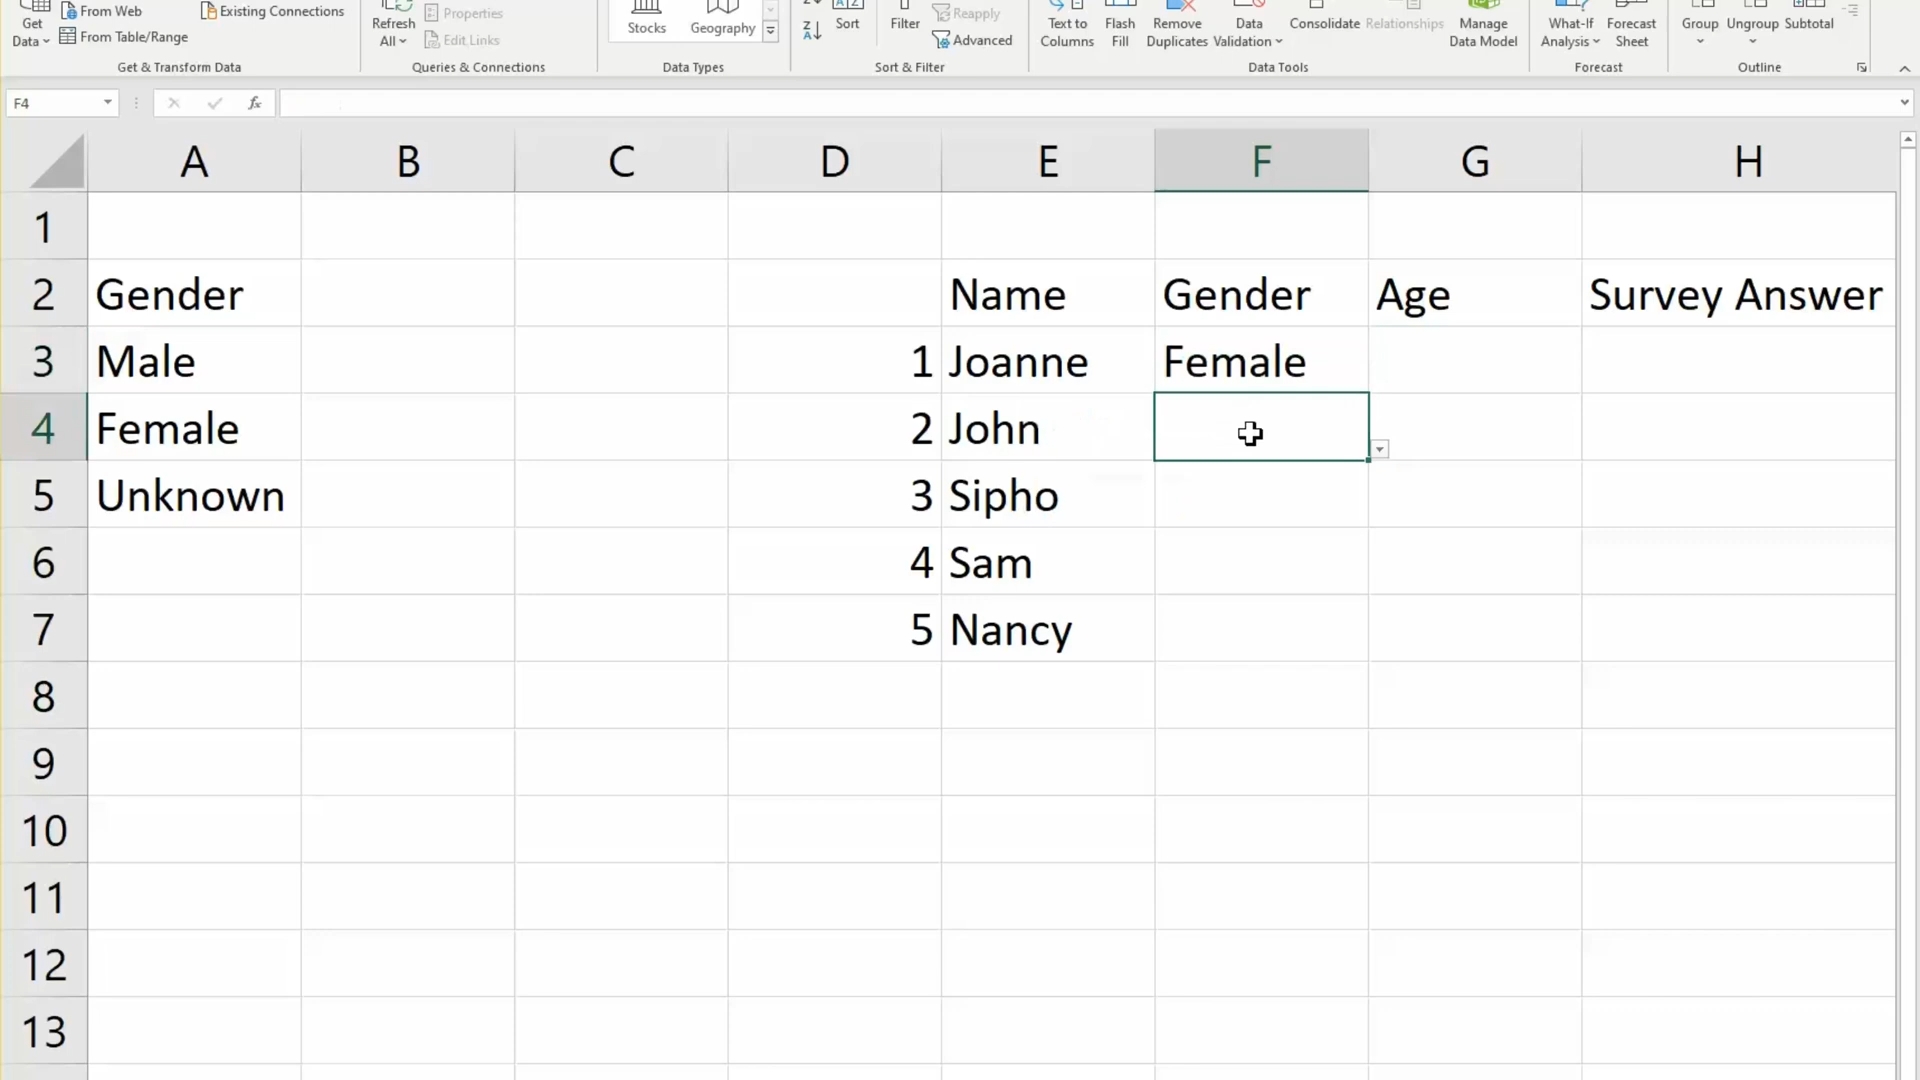 From Web
Existing Connections
Get
Data
From Table/Range
Get & Transform Data
Refresh
All
Properties
Edit Links
Queries & Connections
Stocks
Geography
Data Types
Z
A
Sort
Filter
Reapply
Advanced
Sort & Filter
Text to
Columns
Flash
Fill
Remove
Duplicates
Data
Validation
Consolidate
Relationships
Manage
Data Model
Data Tools
What-If
Analysis
Forecast
Sheet
Forecast
Group
Ungroup
Subtotal
Outline
F4
fx
A B C D E F G H
1
2 Gender Name Gender Age Survey Answer
3 Male 1 Joanne Female
4 Female 2 John
5 Unknown 3 Sipho
6 4 Sam
7 5 Nancy
8
9
10
11
12
13